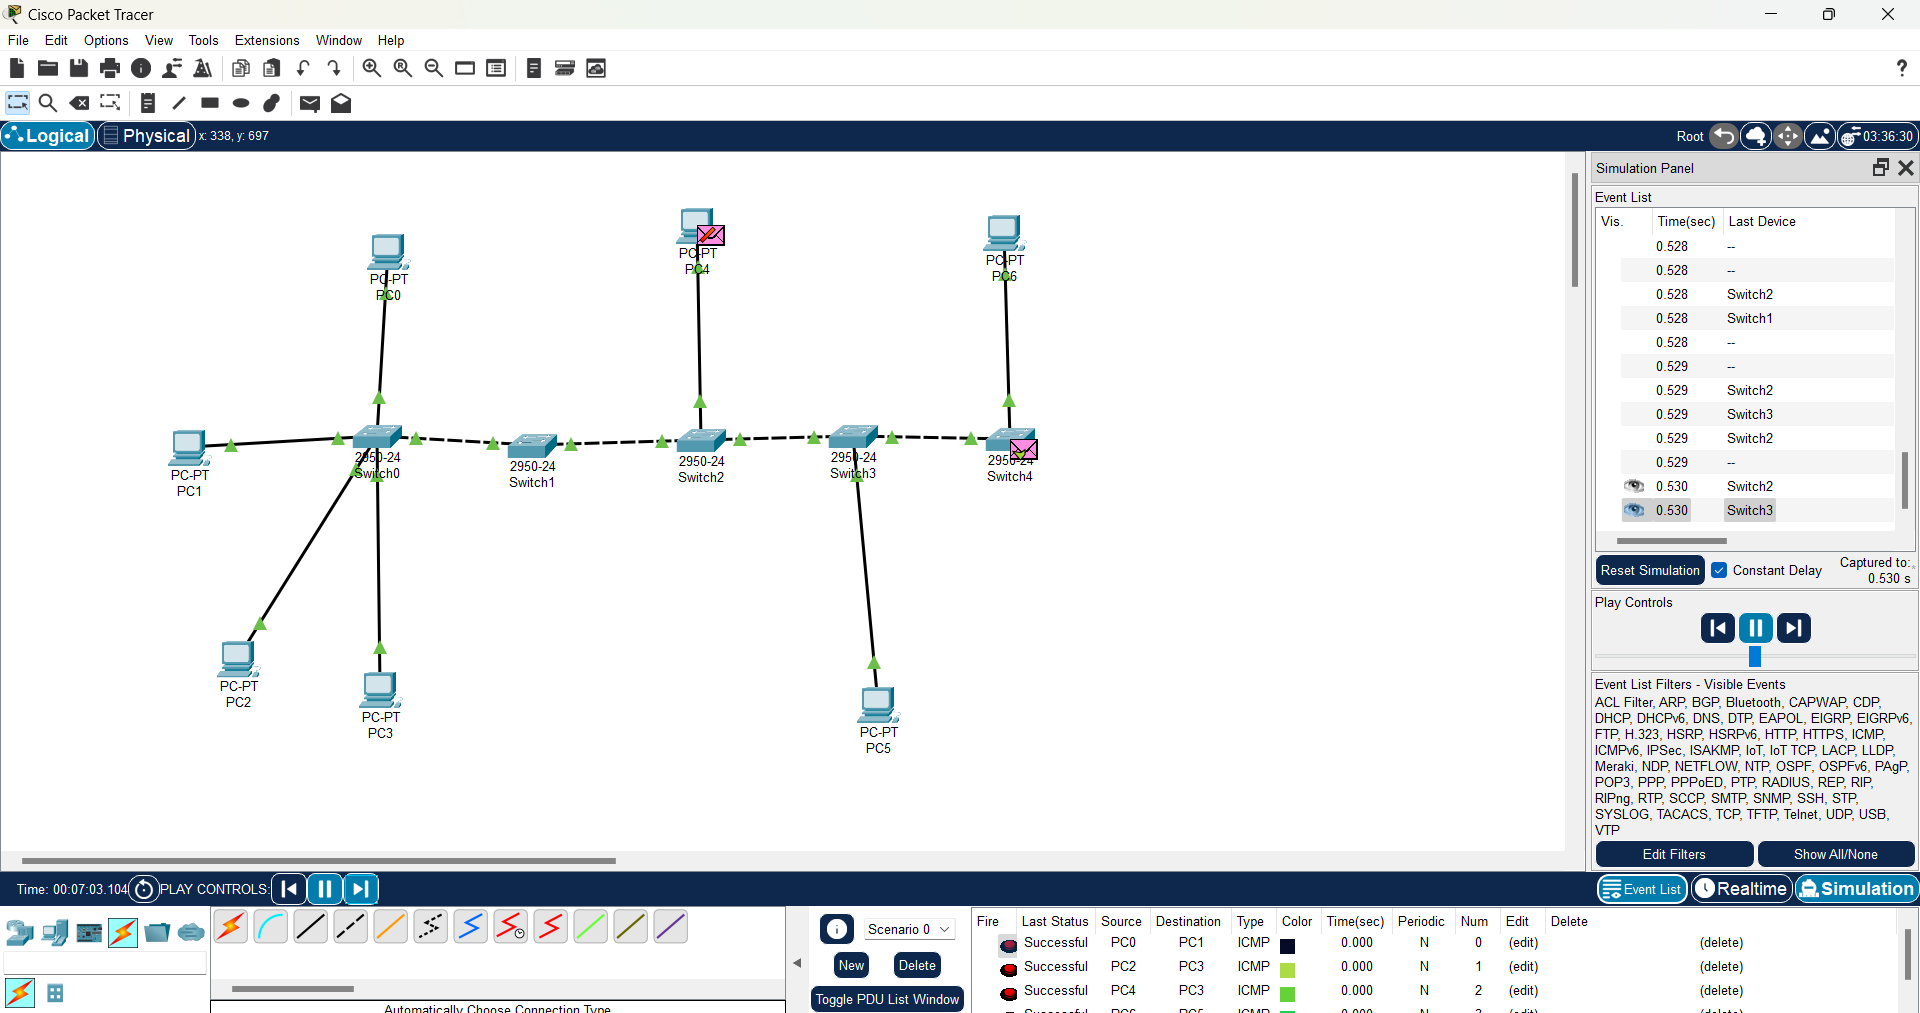 Cisco Packet Tracer
File Edit Options View Tools Extensions Window Help
Logical Physical x: 338, y: 697 Root 03:36:30
PC-PT
PC0
PC-PT
PC4
PC-PT
PC6
PC-PT
PC1
2950-24
Switch0
2950-24
Switch1
2950-24
Switch2
2950-24
Switch3
2950-24
Switch4
PC-PT
PC2
PC-PT
PC3
PC-PT
PC5
Simulation Panel
Event List
Vis. Time(sec) Last Device
0.528 --
0.528 --
0.528 Switch2
0.528 Switch1
0.528 --
0.529 --
0.529 Switch2
0.529 Switch3
0.529 Switch2
0.529 --
0.530 Switch2
0.530 Switch3
Reset Simulation Constant Delay Captured to:
0.530 s
Play Controls
Event List Filters - Visible Events
ACL Filter, ARP, BGP, Bluetooth, CAPWAP, CDP,
DHCP, DHCPv6, DNS, DTP, EAPOL, EIGRP, EIGRPv6,
FTP, H.323, HSRP, HSRPv6, HTTP, HTTPS, ICMP,
ICMPv6, IPSec, ISAKMP, IoT, IoT TCP, LACP, LLDP,
Meraki, NDP, NETFLOW, NTP, OSPF, OSPFv6, PAgP,
POP3, PPP, PPPoED, PTP, RADIUS, REP, RIP,
RIPng, RTP, SCCP, SMTP, SNMP, SSH, STP,
SYSLOG, TACACS, TCP, TFTP, Telnet, UDP, USB,
VTP
Edit Filters Show All/None
Time: 00:07:03.104 PLAY CONTROLS: Event List Realtime Simulation
Scenario 0
New Delete
Toggle PDU List Window
Automatically Choose Connection Type
Fire Last Status Source Destination Type Color Time(sec) Periodic Num Edit Delete
Successful PC0 PC1 ICMP 0.000 N 0 (edit) (delete)
Successful PC2 PC3 ICMP 0.000 N 1 (edit) (delete)
Successful PC4 PC3 ICMP 0.000 N 2 (edit) (delete)